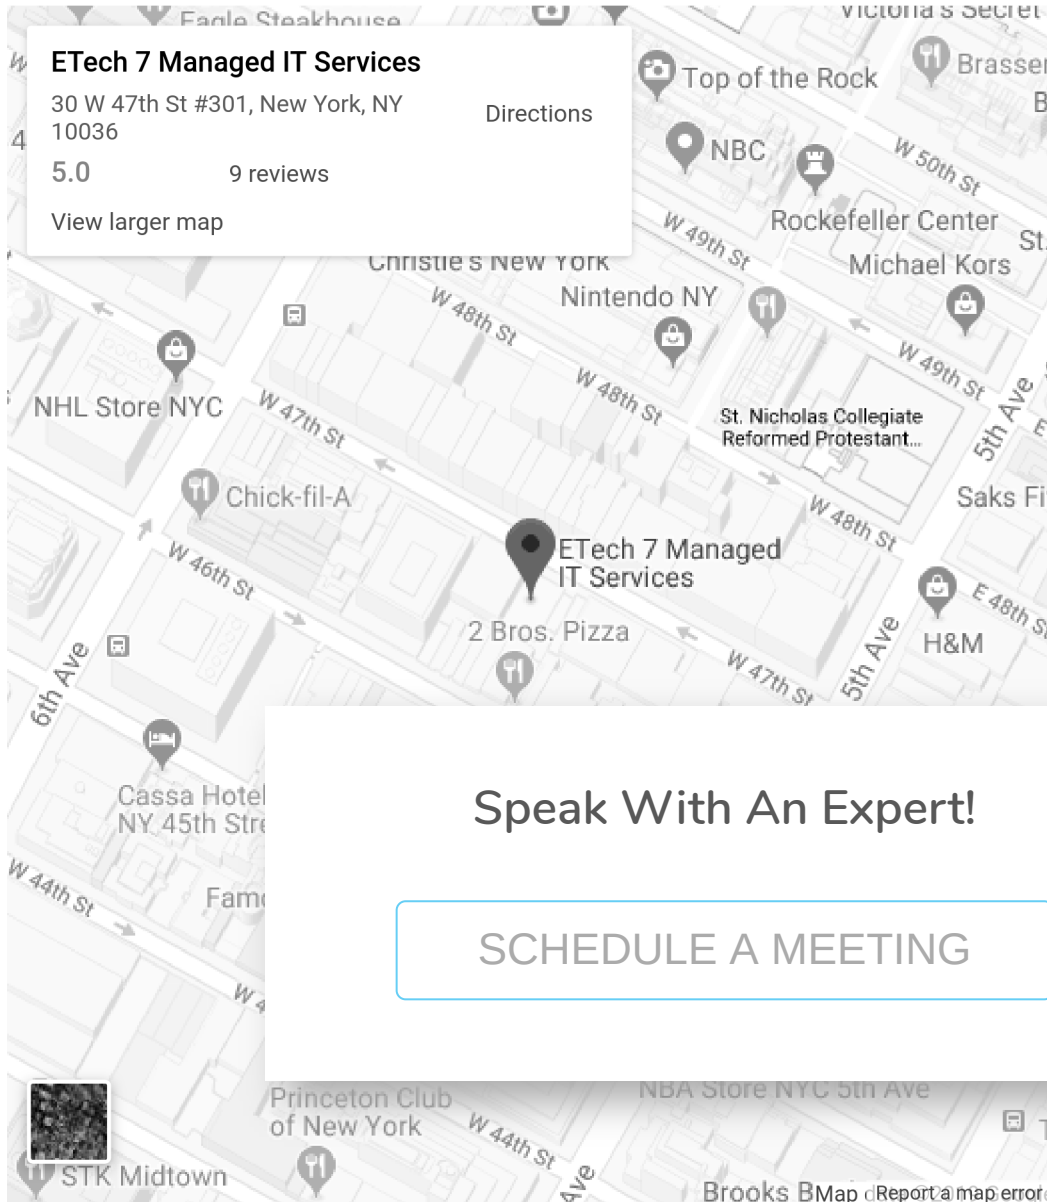 Eagle Steakhouse
Victoria's Secret
ETech 7 Managed IT Services
30 W 47th St #301, New York, NY
10036
Directions
5.0
9 reviews
View larger map
Top of the Rock
NBC
W 50th St
Rockefeller Center
W 49th St
Michael Kors
Christie's New York
Nintendo NY
W 48th St
W 49th St
NHL Store NYC
W 47th St
W 48th St
St. Nicholas Collegiate
Reformed Protestant...
5th Ave
Chick-fil-A
Saks Fi
W 48th St
ETech 7 Managed
IT Services
W 46th St
E 48th S
2 Bros. Pizza
H&M
6th Ave
W 47th St
5th Ave
Cassa Hotel
NY 45th Stre
Speak With An Expert!
W 44th St
Famo
SCHEDULE A MEETING
W 4
Princeton Club
of New York
NBA Store NYC 5th Ave
W 44th St
STK Midtown
Ave
Brooks B
Map
Report a map error